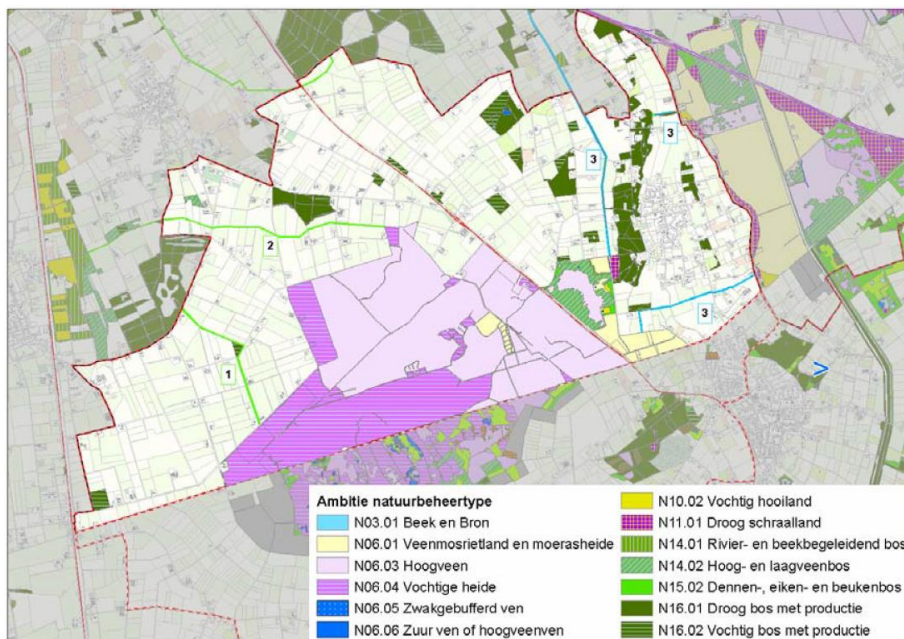 3
3
2
3
1
Ambitie natuurbeheertype
N03.01 Beek en Bron
N06.01 Veenmosrietland en moerasheide
N06.03 Hoogveen
N06.04 Vochtige heide
N06.05 Zwakgebufferd ven
N06.06 Zuur ven of hoogveenven
N10.02 Vochtig hooiland
N11.01 Droog schraalland
N14.01 Rivier- en beekbegeleidend bos
N14.02 Hoog- en laagveenbos
N15.02 Dennen-, eiken- en beukenbos
N16.01 Droog bos met productie
N16.02 Vochtig bos met productie